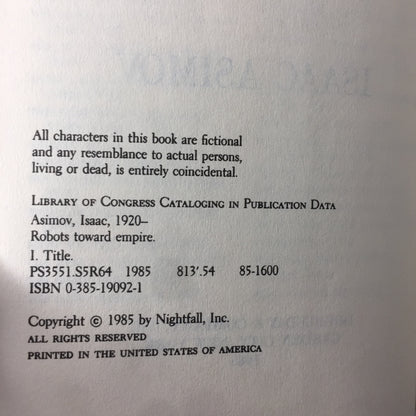 ISAAC ASIMOV
All characters in this book are fictional
and any resemblance to actual persons,
living or dead, is entirely coincidental.
LIBRARY OF CONGRESS CATALOGING IN PUBLICATION DATA
Asimov, Isaac, 1920–
Robots toward empire.
I. Title.
PS3551.S5R64 1985 813'.54 85-1600
ISBN 0-385-19092-1
Copyright © 1985 by Nightfall, Inc.
ALL RIGHTS RESERVED
PRINTED IN THE UNITED STATES OF AMERICA